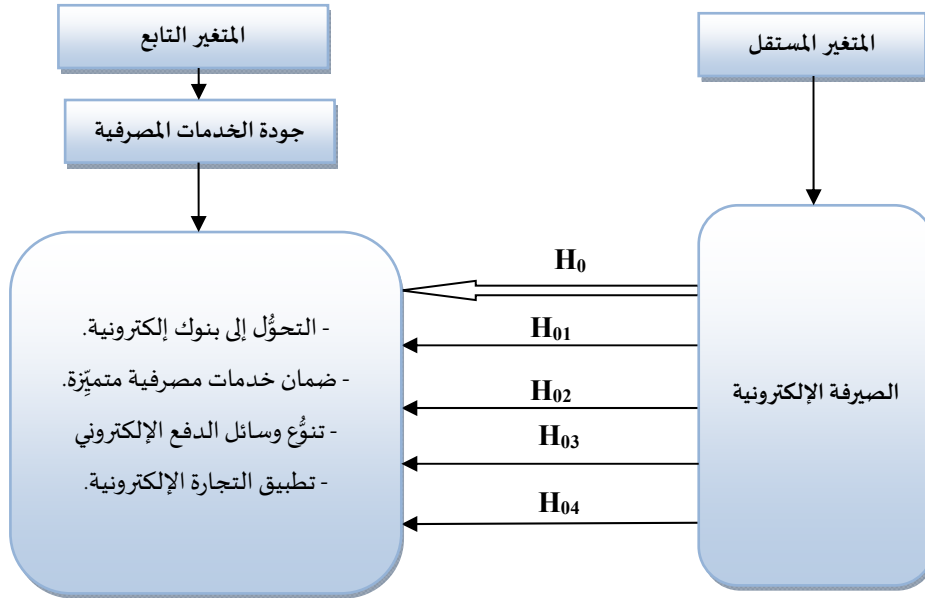 المتغير المستقل
المتغير التابع
جودة الخدمات المصرفية
الصيرفة الإلكترونية
H₀
H₀₁
H₀₂
H₀₃
H₀₄
- التحوُّل إلى بنوك إلكترونية.
- ضمان خدمات مصرفية متميِّزة.
- تنوُّع وسائل الدفع الإلكتروني
- تطبيق التجارة الإلكترونية.